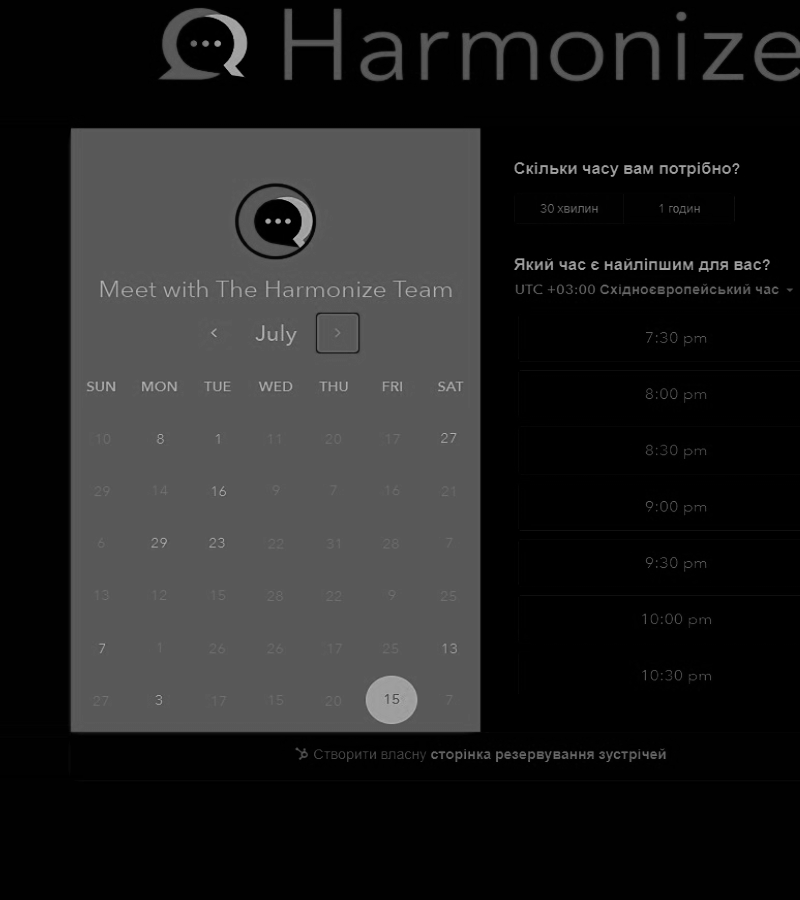 Harmonize
Meet with The Harmonize Team
July
SUN MON TUE WED THU FRI SAT
10 8 1 11 20 17 27
29 14 16 9 7 16 21
6 29 23 22 31 28 7
13 12 15 28 22 9 25
7 1 26 26 17 25 13
27 3 17 15 20 15 7
Скільки часу вам потрібно?
30 хвилин 1 годин
Який час є найліпшим для вас?
UTC +03:00 Східноєвропейський час
7:30 pm
8:00 pm
8:30 pm
9:00 pm
9:30 pm
10:00 pm
10:30 pm
Створити власну сторінка резервування зустрічей